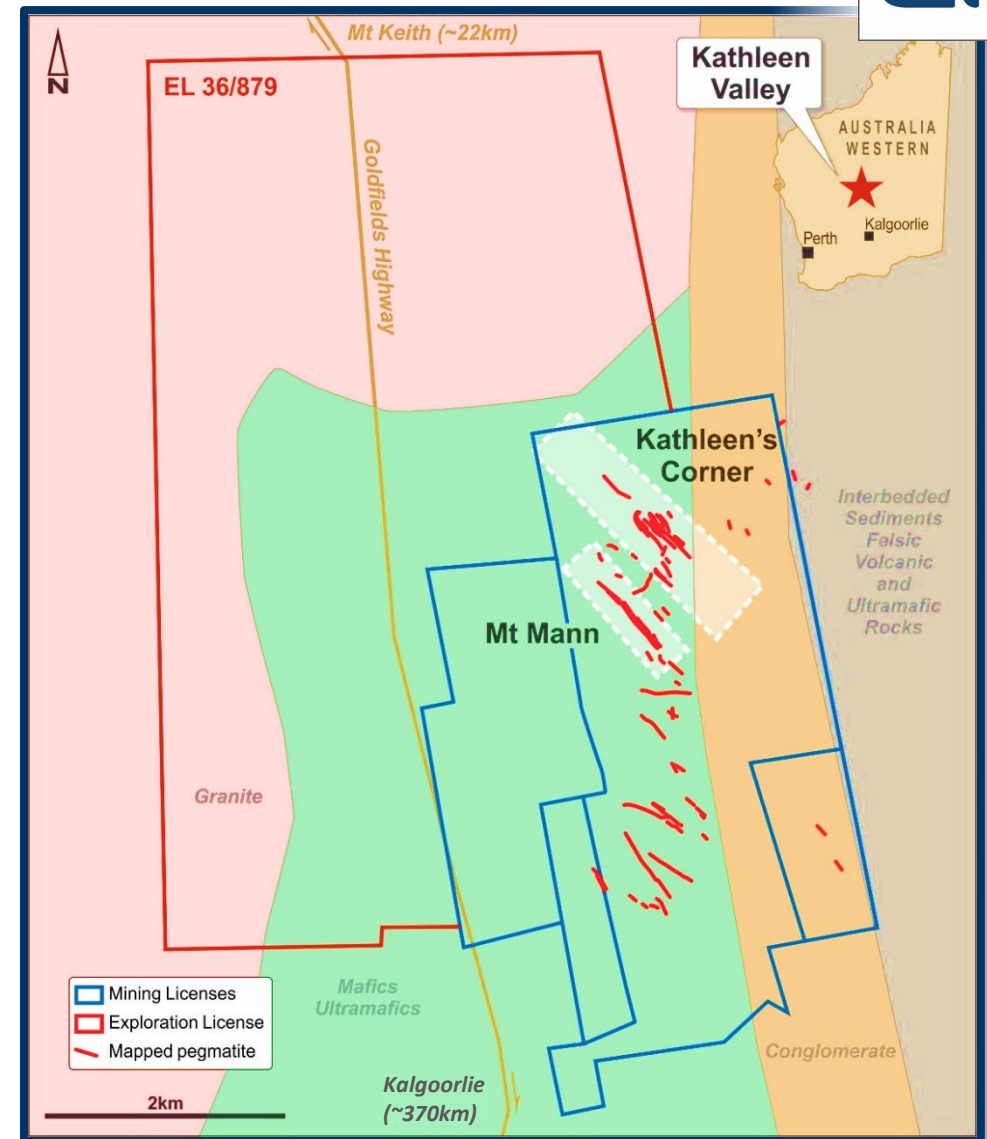 Mt Keith (~22km)
N
EL 36/879
Goldfields Highway
Kathleen
Valley
AUSTRALIA
WESTERN
Kalgoorlie
Perth
Kathleen's
Corner
Interbedded
Sediments
Felsic
Volcanic
and
Ultramafic
Rocks
Mt Mann
Granite
Mafics
Ultramafics
Conglomerate
Mining Licenses
Exploration License
Mapped pegmatite
2km
Kalgoorlie
(~370km)